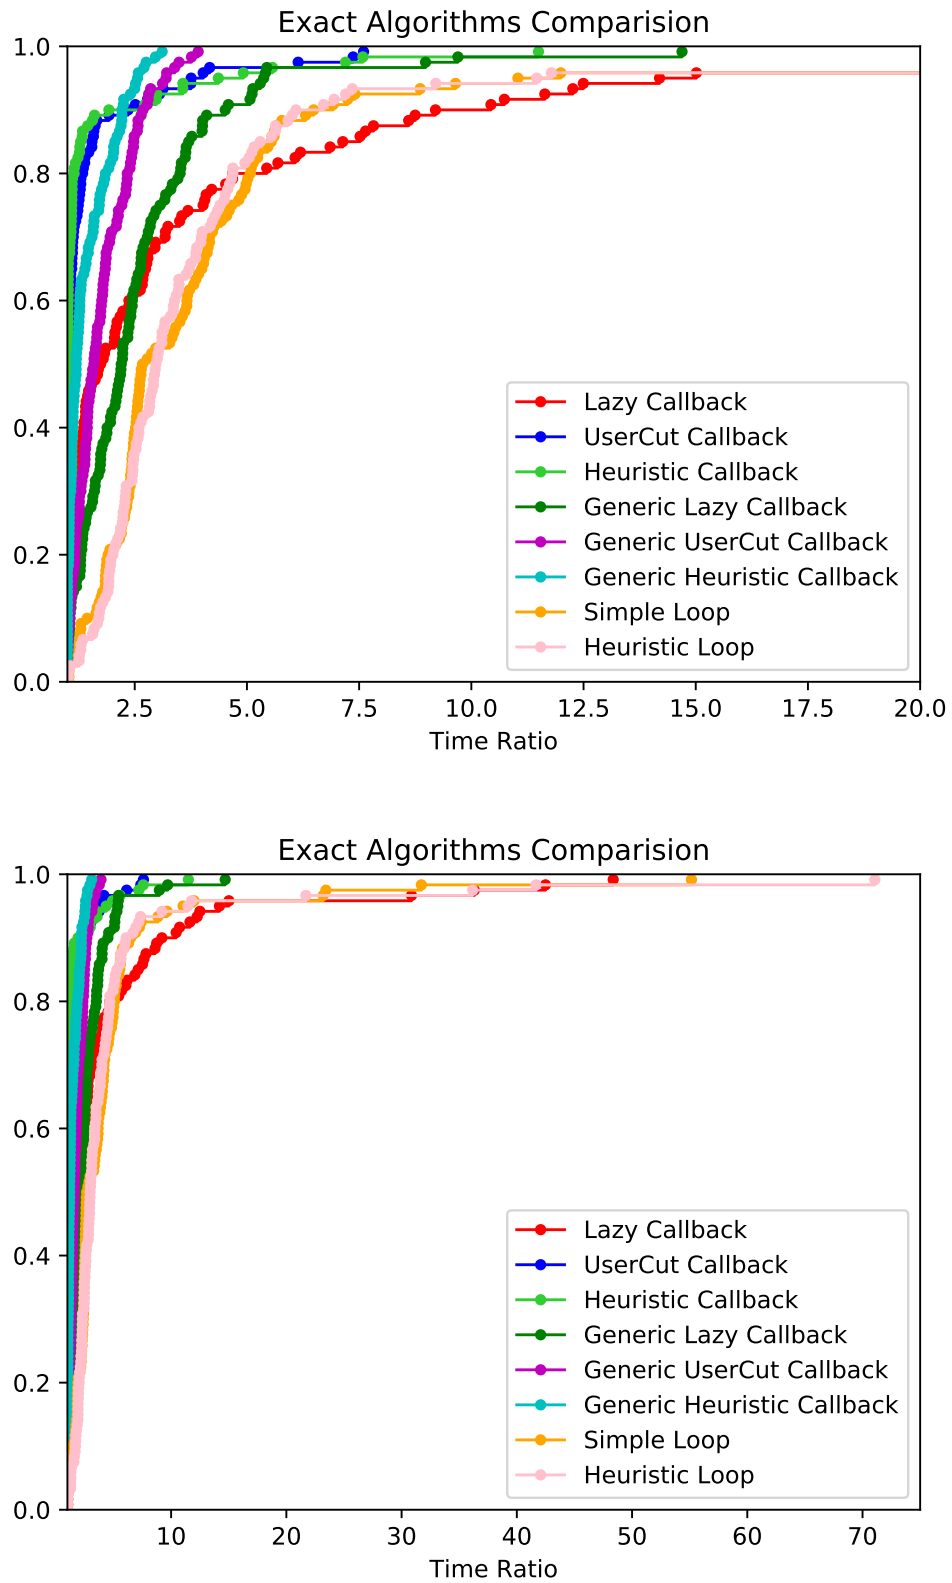 Exact Algorithms Comparision
1.0
0.8
0.6
0.4
0.2
0.0
Lazy Callback
UserCut Callback
Heuristic Callback
Generic Lazy Callback
Generic UserCut Callback
Generic Heuristic Callback
Simple Loop
Heuristic Loop
2.5 5.0 7.5 10.0 12.5 15.0 17.5 20.0
Time Ratio
Exact Algorithms Comparision
1.0
0.8
0.6
0.4
0.2
0.0
Lazy Callback
UserCut Callback
Heuristic Callback
Generic Lazy Callback
Generic UserCut Callback
Generic Heuristic Callback
Simple Loop
Heuristic Loop
10 20 30 40 50 60 70
Time Ratio